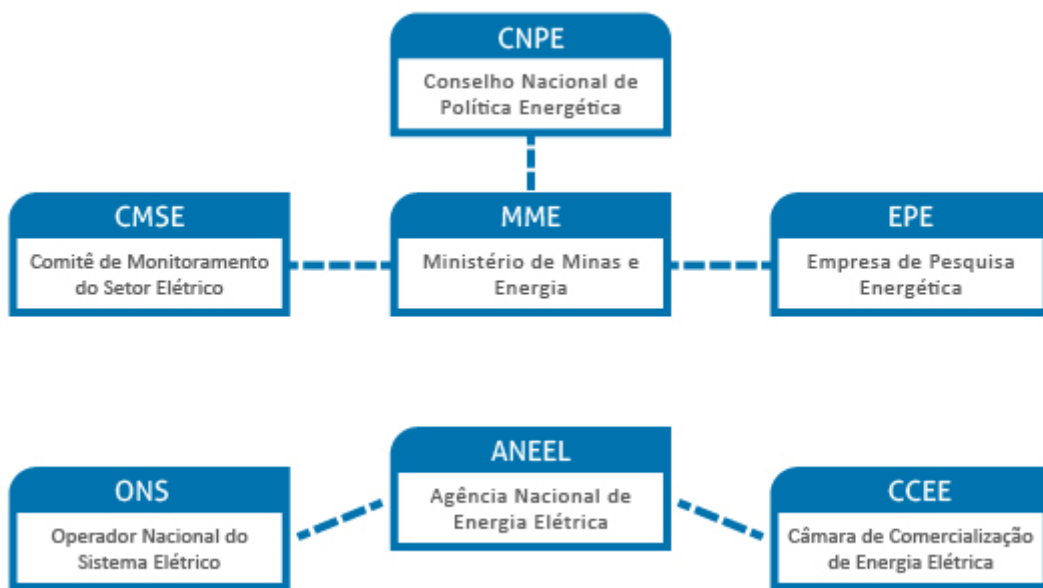 CNPE
Conselho Nacional de
Política Energética
CMSE
Comitê de Monitoramento
do Setor Elétrico
MME
Ministério de Minas e
Energia
EPE
Empresa de Pesquisa
Energética
ONS
Operador Nacional do
Sistema Elétrico
ANEEL
Agência Nacional de
Energia Elétrica
CCEE
Câmara de Comercialização
de Energia Elétrica